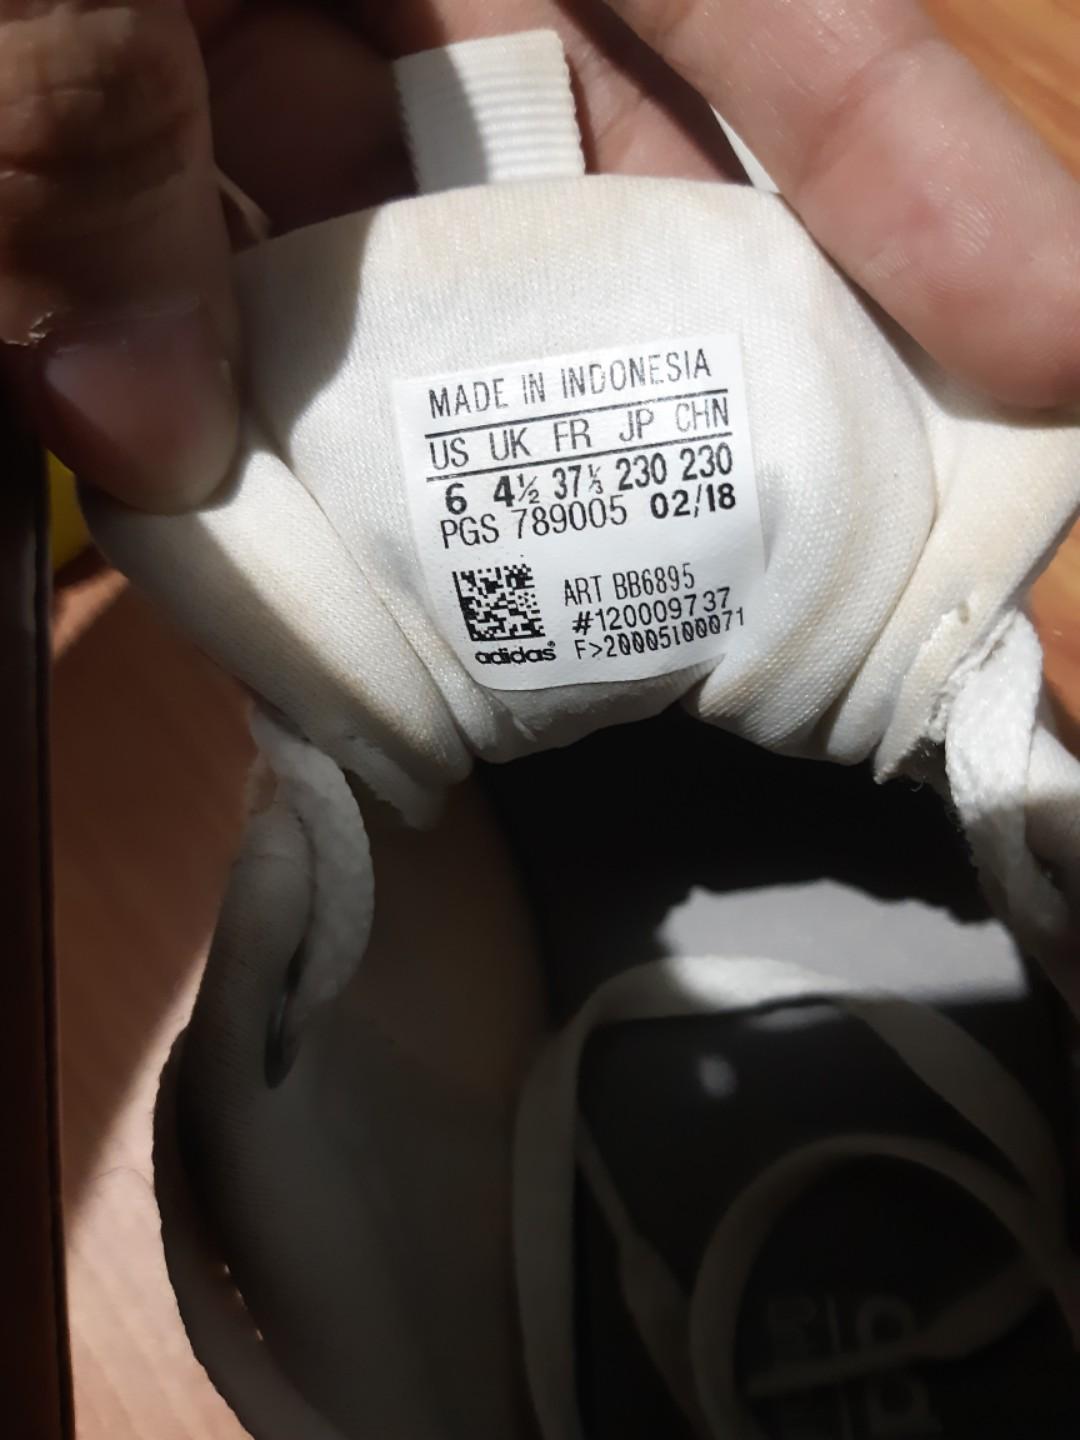 MADE IN INDONESIA
US UK FR JP CHN
6 4½ 37⅓ 230 230
PGS 789005 02/18
ART BB6895
#120009737
adidas F>20005100071